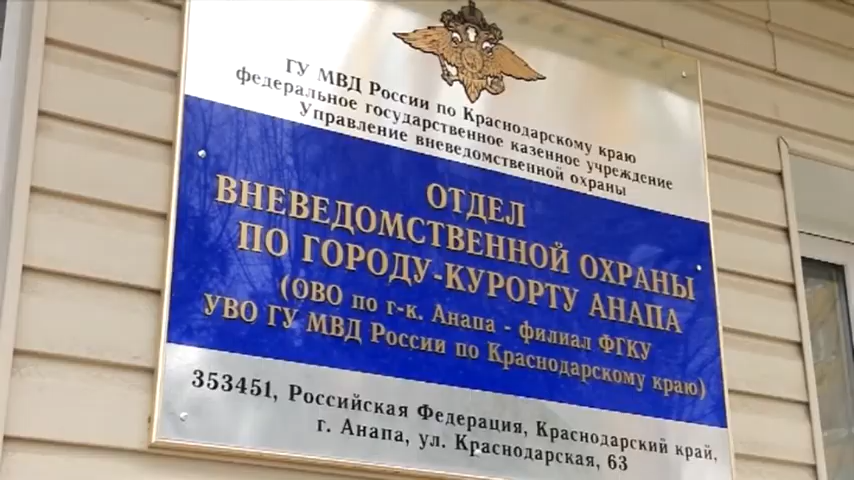 ГУ МВД России по Краснодарскому краю
федеральное государственное казенное учреждение
Управление вневедомственной охраны
ОТДЕЛ
ВНЕВЕДОМСТВЕННОЙ ОХРАНЫ
ПО ГОРОДУ-КУРОРТУ АНАПА
(ОВО по г-к. Анапа - филиал ФГКУ
УВО ГУ МВД России по Краснодарскому краю)
353451, Российская Федерация, Краснодарский край,
г. Анапа, ул. Краснодарская, 63